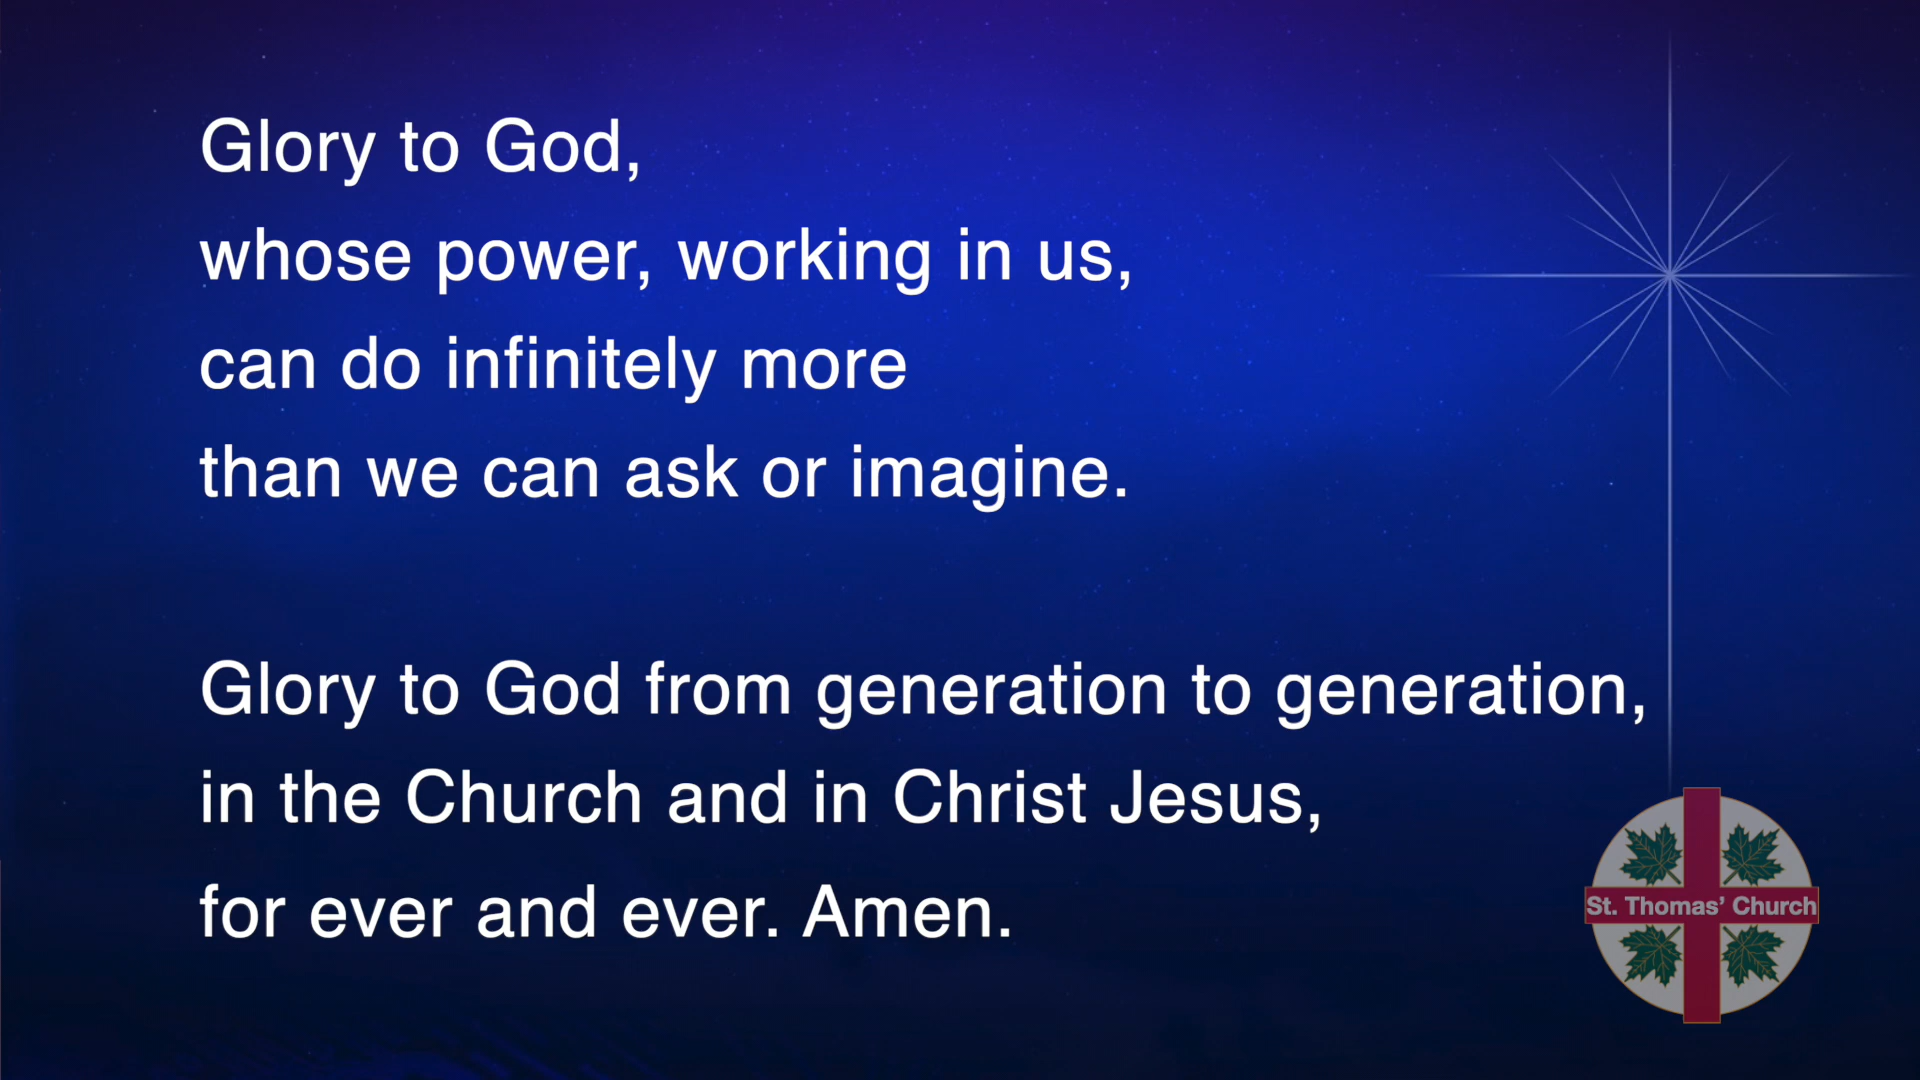 Glory to God,
whose power, working in us,
can do infinitely more
than we can ask or imagine.
Glory to God from generation to generation,
in the Church and in Christ Jesus,
for ever and ever. Amen.
St. Thomas’ Church